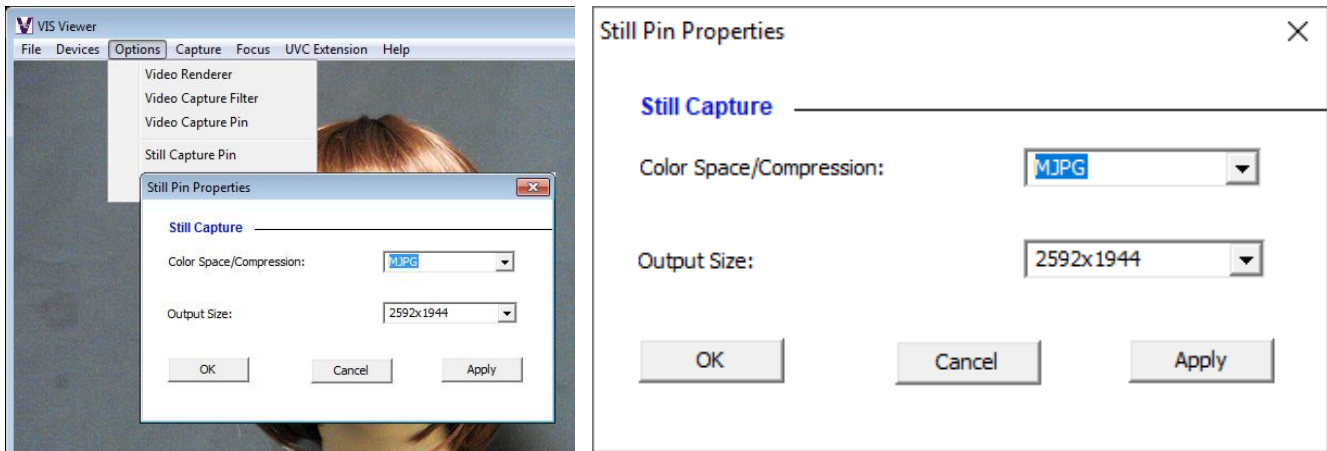 VIS Viewer
File Devices Options Capture Focus UVC Extension Help
Video Renderer
Video Capture Filter
Video Capture Pin
Still Capture Pin
Still Pin Properties
Still Capture
Color Space/Compression: MJPG
Output Size: 2592x1944
OK Cancel Apply
Still Pin Properties
Still Capture
Color Space/Compression: MJPG
Output Size: 2592x1944
OK Cancel Apply